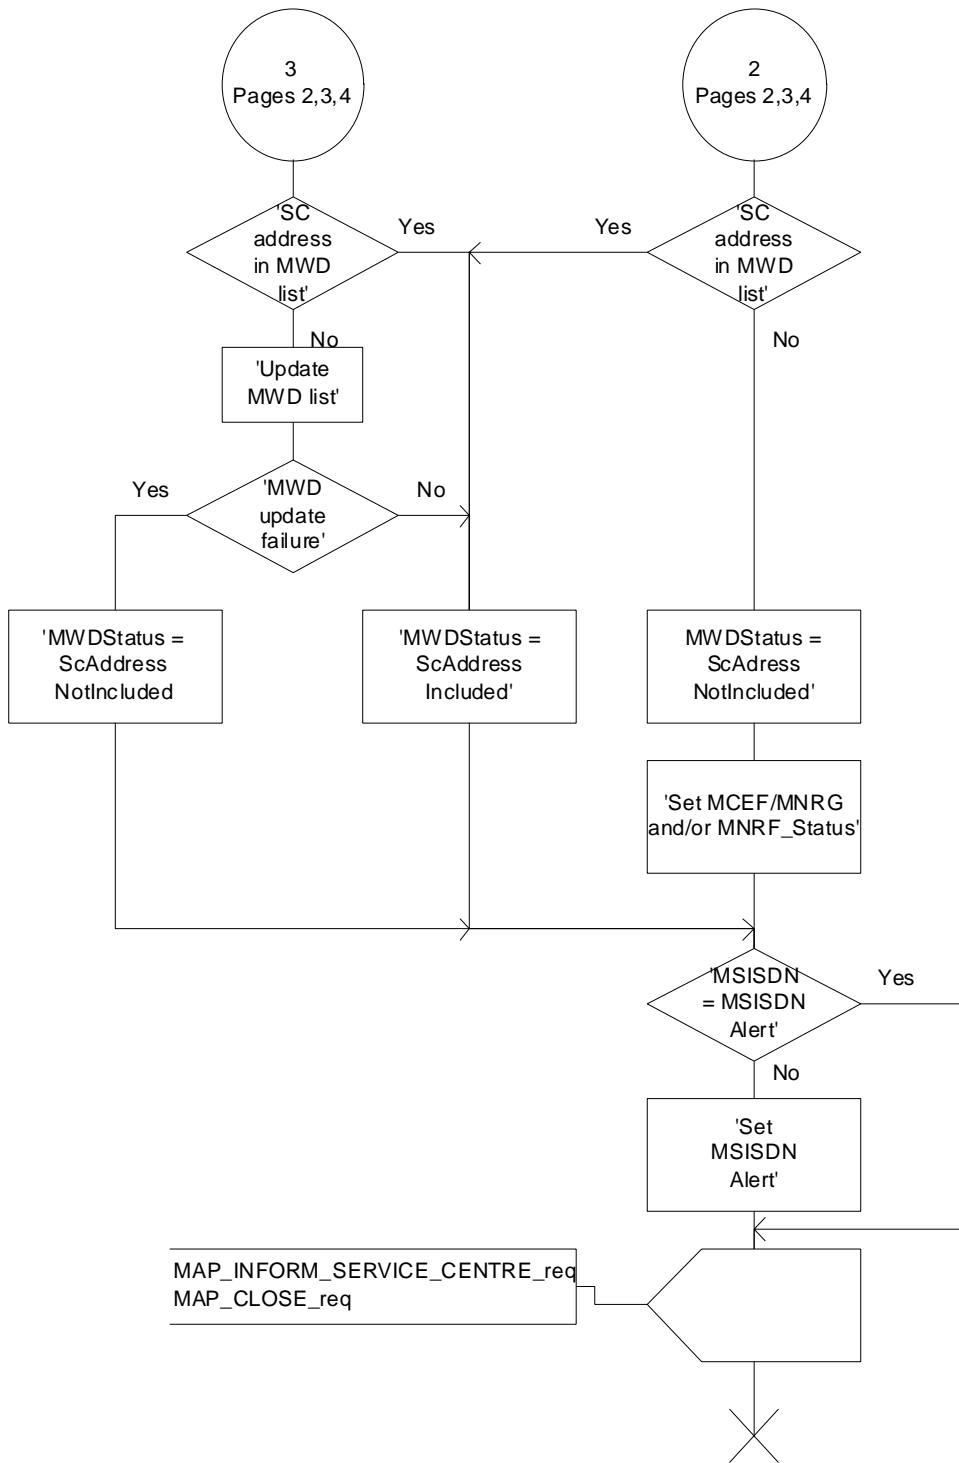 3
Pages 2,3,4
2
Pages 2,3,4
'SC
address
in MWD
list'
Yes
Yes
'SC
address
in MWD
list'
No
No
'Update
MWD list'
Yes
'MWD
update
failure'
No
'MWDStatus =
ScAddress
NotIncluded
'MWDStatus =
ScAddress
Included'
MWDStatus =
ScAdress
NotIncluded'
'Set MCEF/MNRG
and/or MNRF_Status'
'MSISDN
= MSISDN
Alert'
Yes
No
'Set
MSISDN
Alert'
MAP_INFORM_SERVICE_CENTRE_req
MAP_CLOSE_req